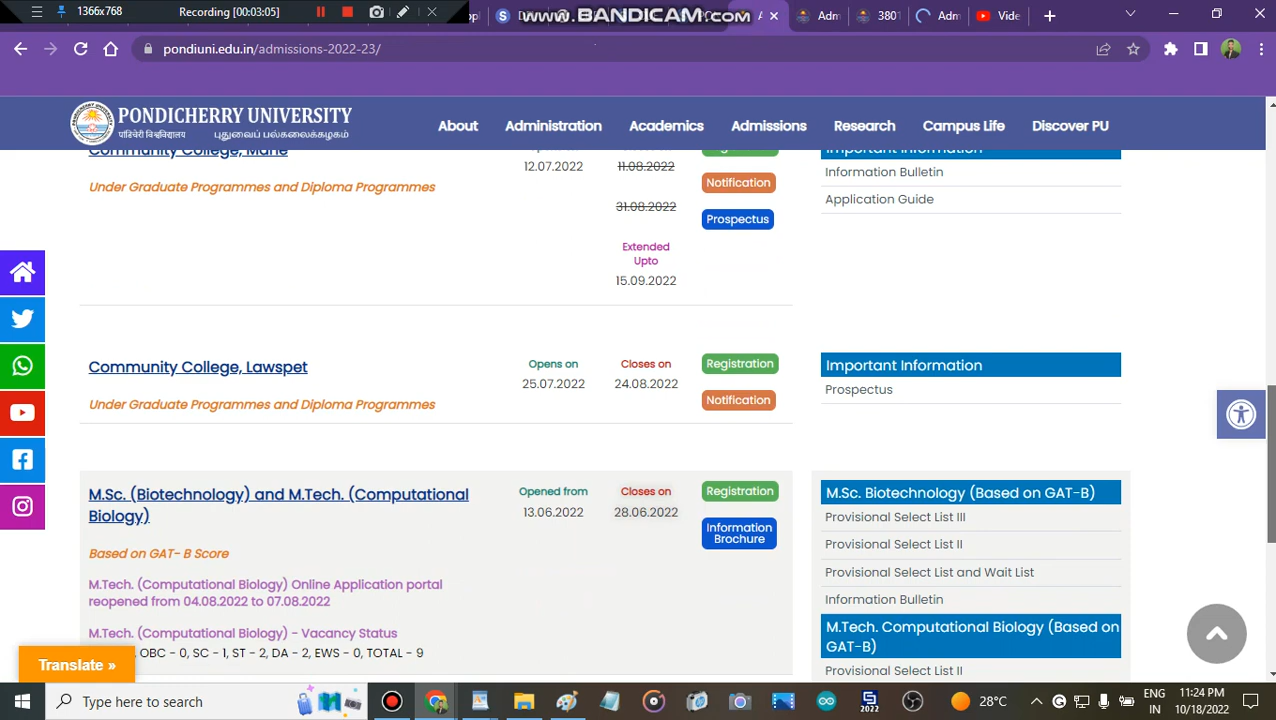 1366x768 Recording [00:03:05]
www.BANDICAM.com
Adm 3801 Adm Vide
pondiuni.edu.in/admissions-2022-23/
PONDICHERRY UNIVERSITY
पांडिचेरी विश्वविद्यालय புதுவைப் பல்கலைக்கழகம்
About Administration Academics Admissions Research Campus Life Discover PU
Community College, Mahe
Under Graduate Programmes and Diploma Programmes
12.07.2022
11.08.2022
31.08.2022
Extended
Upto
15.09.2022
Notification
Prospectus
Important Information
Information Bulletin
Application Guide
Community College, Lawspet
Under Graduate Programmes and Diploma Programmes
Opens on
25.07.2022
Closes on
24.08.2022
Registration
Notification
Important Information
Prospectus
M.Sc. (Biotechnology) and M.Tech. (Computational
Biology)
Based on GAT- B Score
M.Tech. (Computational Biology) Online Application portal
reopened from 04.08.2022 to 07.08.2022
M.Tech. (Computational Biology) - Vacancy Status
OBC - 0, SC - 1, ST - 2, DA - 2, EWS - 0, TOTAL - 9
Opened from
13.06.2022
Closes on
28.06.2022
Registration
Information
Brochure
M.Sc. Biotechnology (Based on GAT-B)
Provisional Select List III
Provisional Select List II
Provisional Select List and Wait List
Information Bulletin
M.Tech. Computational Biology (Based on
GAT-B)
Provisional Select List II
Translate »
Type here to search
2022
28°C
ENG
IN
11:24 PM
10/18/2022